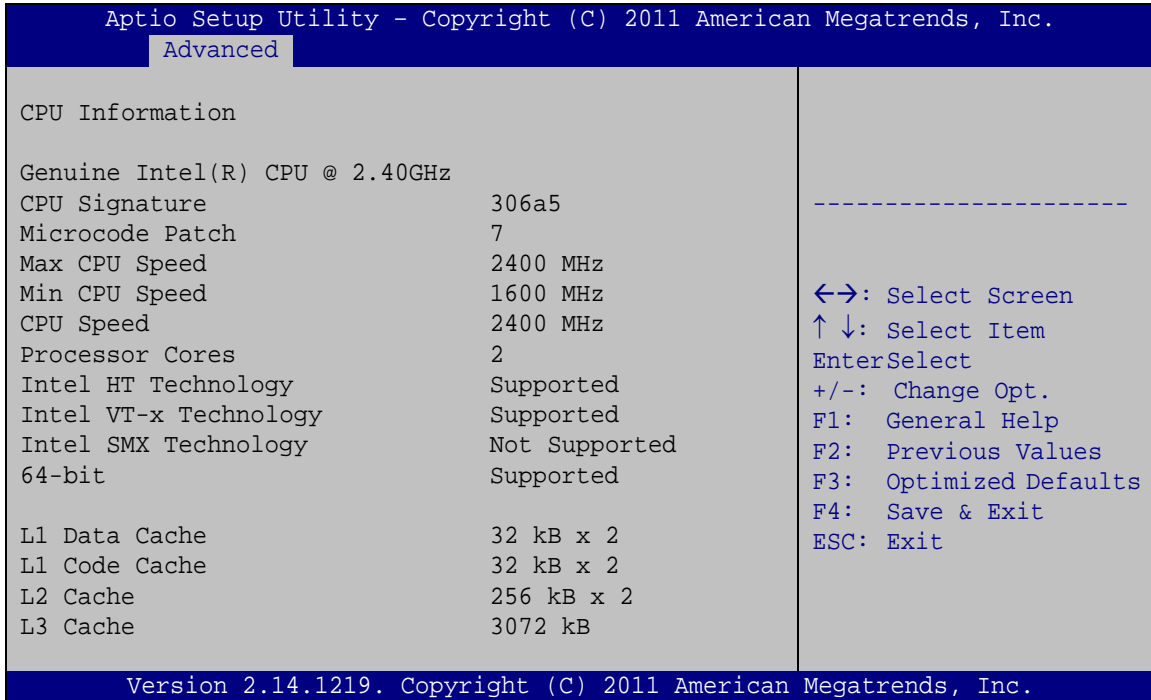 Aptio Setup Utility – Copyright (C) 2011 American Megatrends, Inc.
Advanced
CPU Information
Genuine Intel(R) CPU @ 2.40GHz
CPU Signature 306a5
Microcode Patch 7
Max CPU Speed 2400 MHz
Min CPU Speed 1600 MHz
CPU Speed 2400 MHz
Processor Cores 2
Intel HT Technology Supported
Intel VT-x Technology Supported
Intel SMX Technology Not Supported
64-bit Supported
L1 Data Cache 32 kB x 2
L1 Code Cache 32 kB x 2
L2 Cache 256 kB x 2
L3 Cache 3072 kB
----------------------
←→: Select Screen
↑ ↓: Select Item
EnterSelect
+/-: Change Opt.
F1: General Help
F2: Previous Values
F3: Optimized Defaults
F4: Save & Exit
ESC: Exit
Version 2.14.1219. Copyright (C) 2011 American Megatrends, Inc.